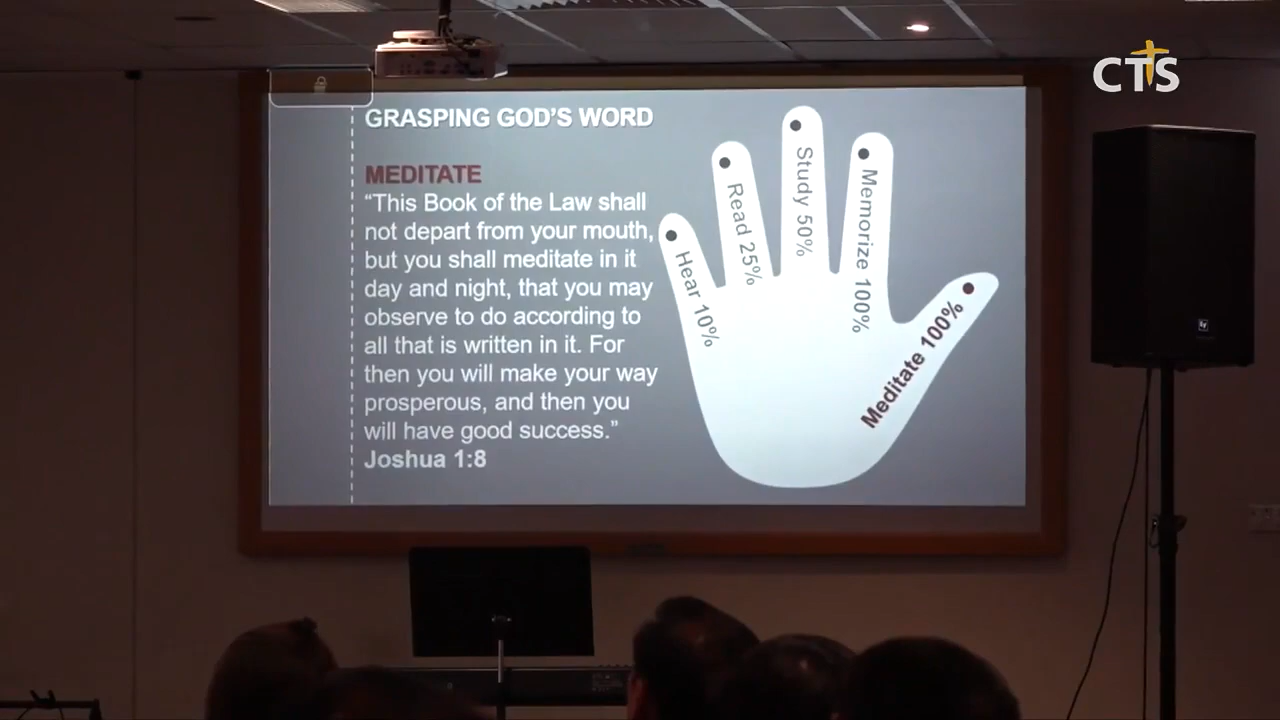 CTS
GRASPING GOD'S WORD
MEDITATE
“This Book of the Law shall
not depart from your mouth,
but you shall meditate in it
day and night, that you may
observe to do according to
all that is written in it. For
then you will make your way
prosperous, and then you
will have good success.”
Joshua 1:8
Hear 10%
Read 25%
Study 50%
Memorize 100%
Meditate 100%